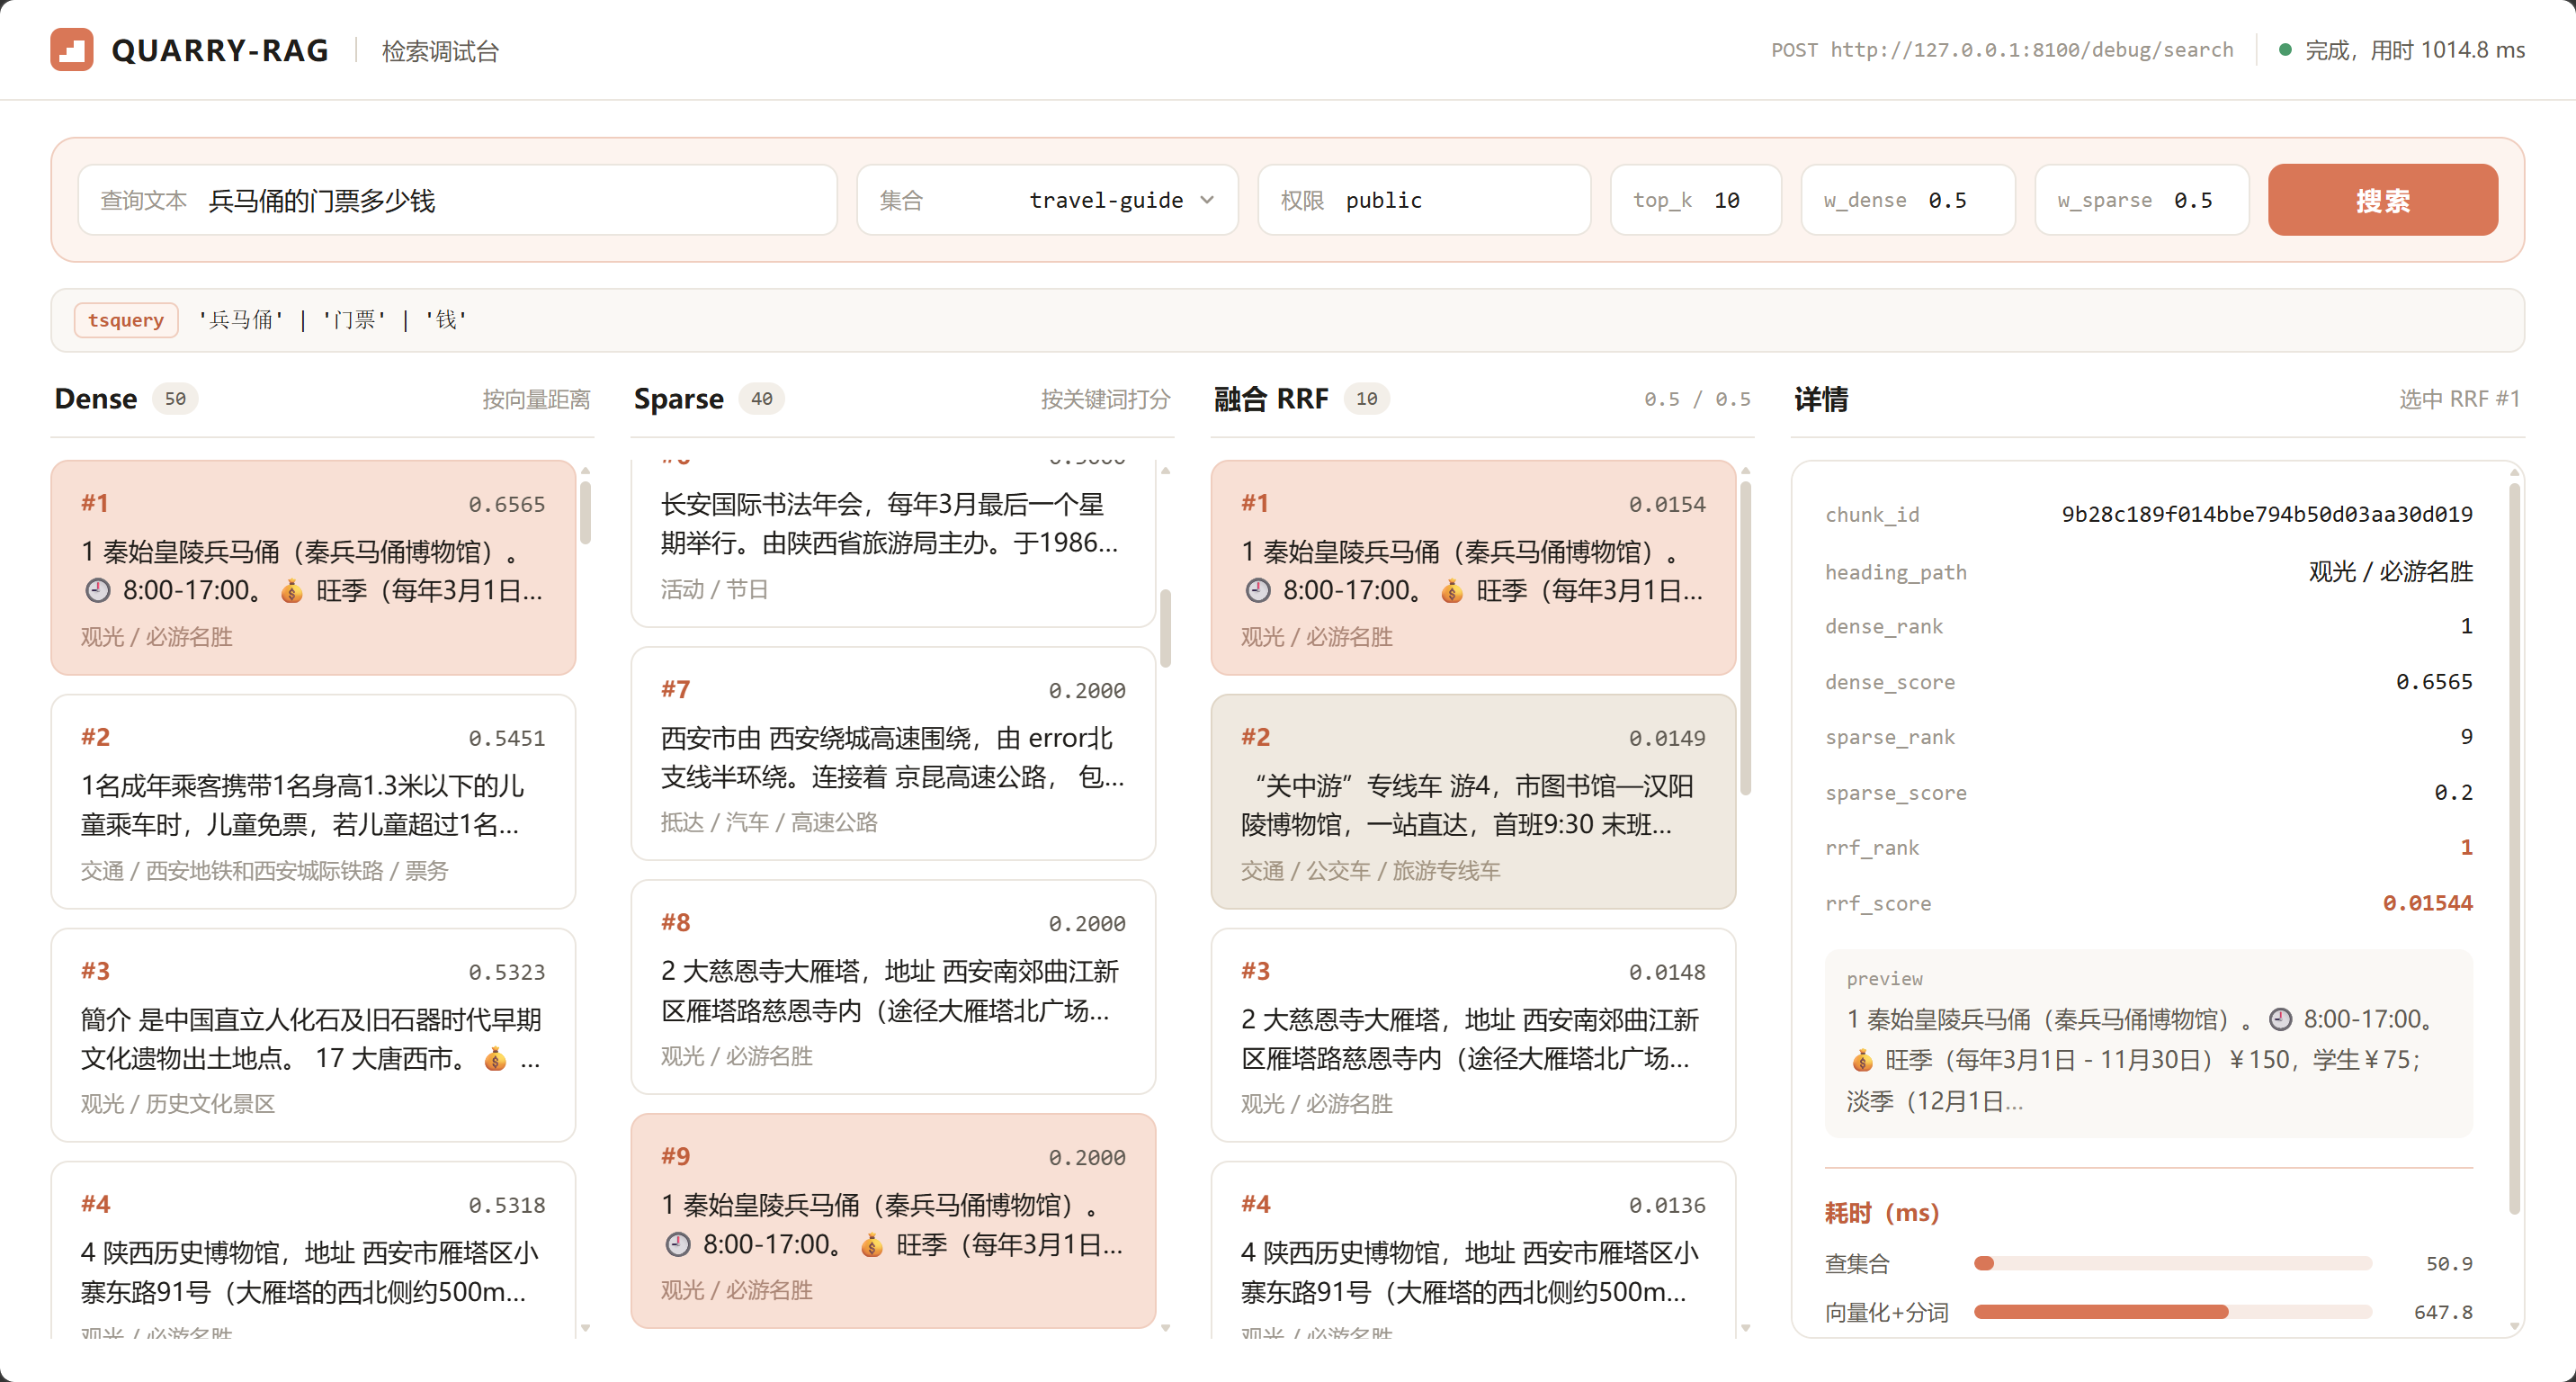 QUARRY-RAG
检索调试台
POST http://127.0.0.1:8100/debug/search
完成，用时 1014.8 ms
查询文本 兵马俑的门票多少钱
集合 travel-guide
权限 public
top_k 10
w_dense 0.5
w_sparse 0.5
搜索
tsquery '兵马俑' | '门票' | '钱'
Dense 50 按向量距离
#1 0.6565
1 秦始皇陵兵马俑（秦兵马俑博物馆）。
🕘 8:00-17:00。 💰 旺季（每年3月1日...
观光 / 必游名胜
#2 0.5451
1名成年乘客携带1名身高1.3米以下的儿
童乘车时，儿童免票，若儿童超过1名...
交通 / 西安地铁和西安城际铁路 / 票务
#3 0.5323
簡介 是中国直立人化石及旧石器时代早期
文化遗物出土地点。 17 大唐西市。 💰 ...
观光 / 历史文化景区
#4 0.5318
4 陕西历史博物馆，地址 西安市雁塔区小
寨东路91号（大雁塔的西北侧约500m...
观光 / 必游名胜
Sparse 40 按关键词打分
长安国际书法年会，每年3月最后一个星
期举行。由陕西省旅游局主办。于1986...
活动 / 节日
#7 0.2000
西安市由 西安绕城高速围绕，由 error北
支线半环绕。连接着 京昆高速公路， 包...
抵达 / 汽车 / 高速公路
#8 0.2000
2 大慈恩寺大雁塔，地址 西安南郊曲江新
区雁塔路慈恩寺内（途径大雁塔北广场...
观光 / 必游名胜
#9 0.2000
1 秦始皇陵兵马俑（秦兵马俑博物馆）。
🕘 8:00-17:00。 💰 旺季（每年3月1日...
观光 / 必游名胜
融合 RRF 10 0.5 / 0.5
#1 0.0154
1 秦始皇陵兵马俑（秦兵马俑博物馆）。
🕘 8:00-17:00。 💰 旺季（每年3月1日...
观光 / 必游名胜
#2 0.0149
“关中游”专线车 游4，市图书馆—汉阳
陵博物馆，一站直达，首班9:30 末班...
交通 / 公交车 / 旅游专线车
#3 0.0148
2 大慈恩寺大雁塔，地址 西安南郊曲江新
区雁塔路慈恩寺内（途径大雁塔北广场...
观光 / 必游名胜
#4 0.0136
4 陕西历史博物馆，地址 西安市雁塔区小
寨东路91号（大雁塔的西北侧约500m...
观光 / 必游名胜
详情 选中 RRF #1
chunk_id 9b28c189f014bbe794b50d03aa30d019
heading_path 观光 / 必游名胜
dense_rank 1
dense_score 0.6565
sparse_rank 9
sparse_score 0.2
rrf_rank 1
rrf_score 0.01544
preview
1 秦始皇陵兵马俑（秦兵马俑博物馆）。 🕘 8:00-17:00。
💰 旺季（每年3月1日 - 11月30日）￥150，学生￥75；
淡季（12月1日...
耗时（ms）
查集合 50.9
向量化+分词 647.8